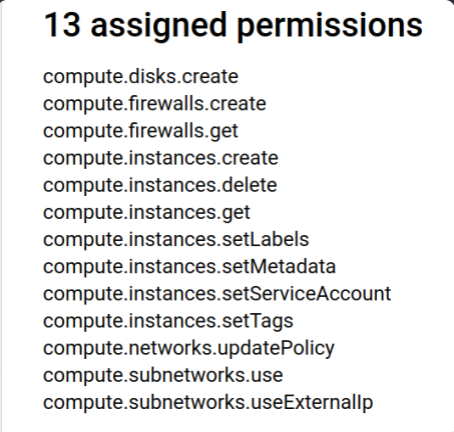 13 assigned permissions
compute.disks.create
compute.firewalls.create
compute.firewalls.get
compute.instances.create
compute.instances.delete
compute.instances.get
compute.instances.setLabels
compute.instances.setMetadata
compute.instances.setServiceAccount
compute.instances.setTags
compute.networks.updatePolicy
compute.subnetworks.use
compute.subnetworks.useExternalIp